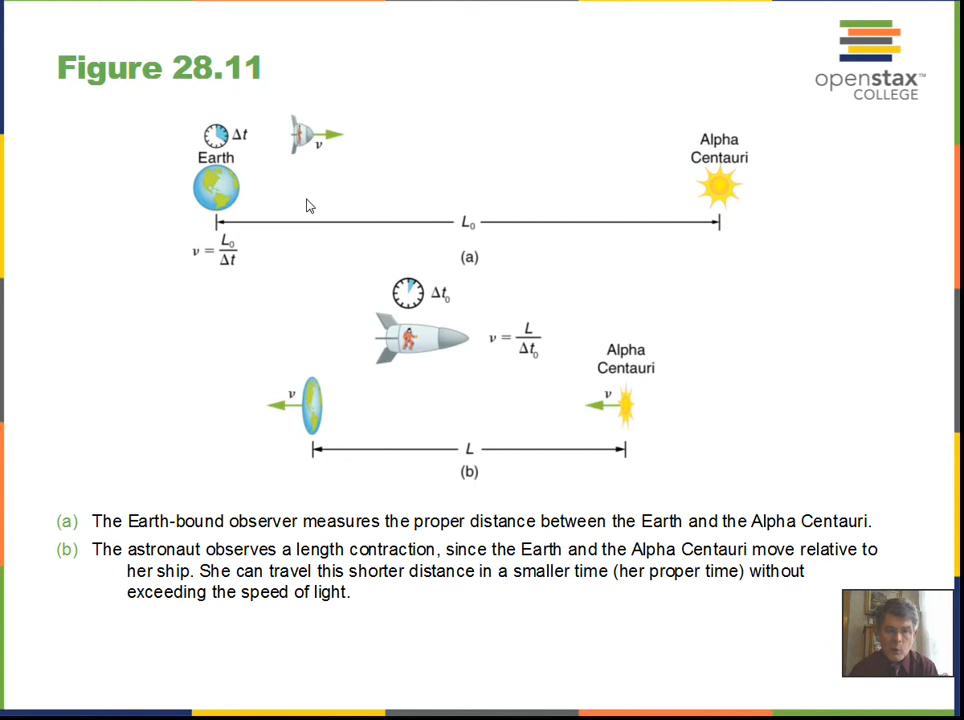 Figure 28.11
openstax™
COLLEGE
Δt
Earth
v
Alpha
Centauri
L₀
v = L₀/Δt
(a)
Δt₀
v = L/Δt₀
Alpha
Centauri
v
v
L
(b)
(a) The Earth-bound observer measures the proper distance between the Earth and the Alpha Centauri.
(b) The astronaut observes a length contraction, since the Earth and the Alpha Centauri move relative to
her ship. She can travel this shorter distance in a smaller time (her proper time) without
exceeding the speed of light.